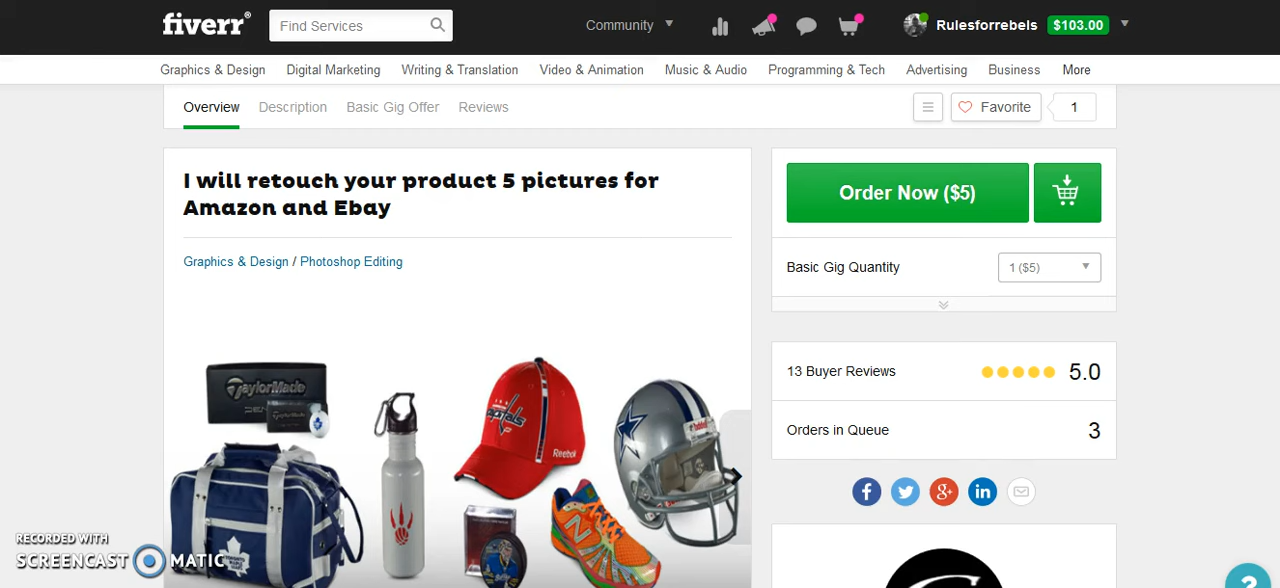 fiverr®
Find Services
Community
Rulesforrebels
$103.00
Graphics & Design
Digital Marketing
Writing & Translation
Video & Animation
Music & Audio
Programming & Tech
Advertising
Business
More
Overview
Description
Basic Gig Offer
Reviews
Favorite
1
I will retouch your product 5 pictures for
Amazon and Ebay
Graphics & Design / Photoshop Editing
Order Now ($5)
Basic Gig Quantity
1 ($5)
13 Buyer Reviews
5.0
Orders in Queue
3
TaylorMade
capitals
Reebok
RECORDED WITH
SCREENCAST MATIC
?